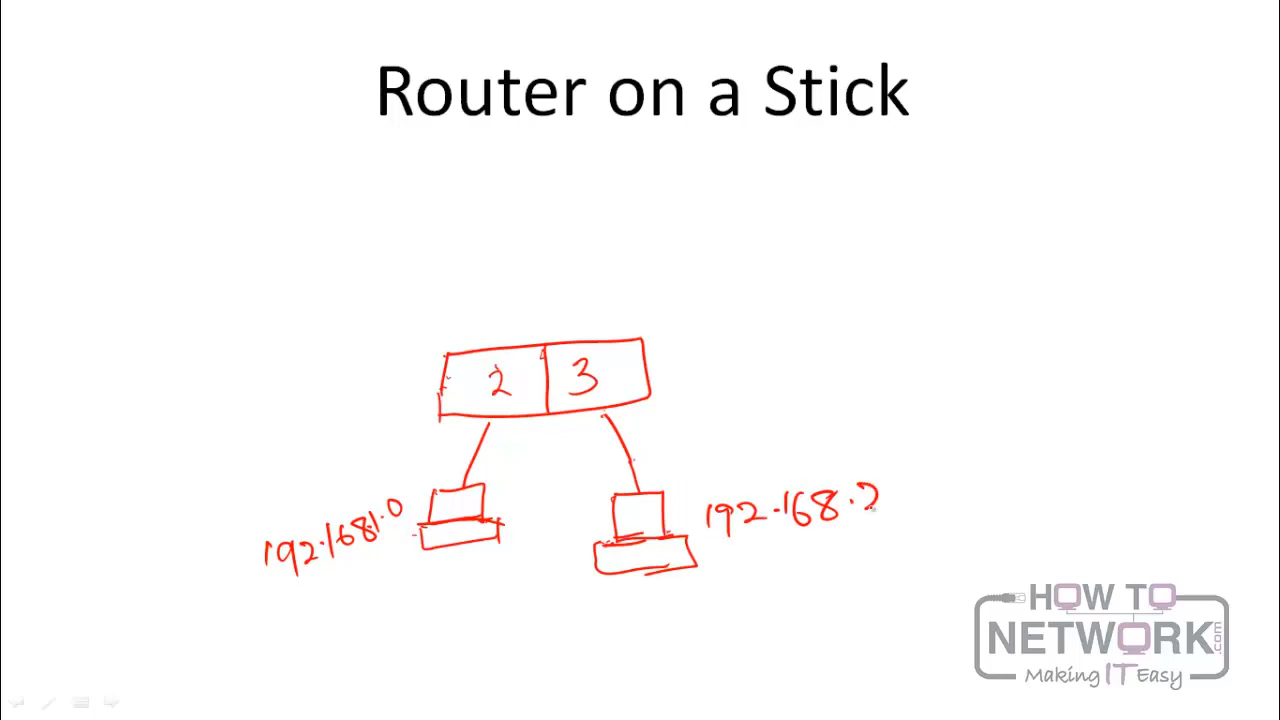 Router on a Stick
2 3
192.168.1.0
192.168.2
HOW TO
NETWORK.com
Making IT Easy